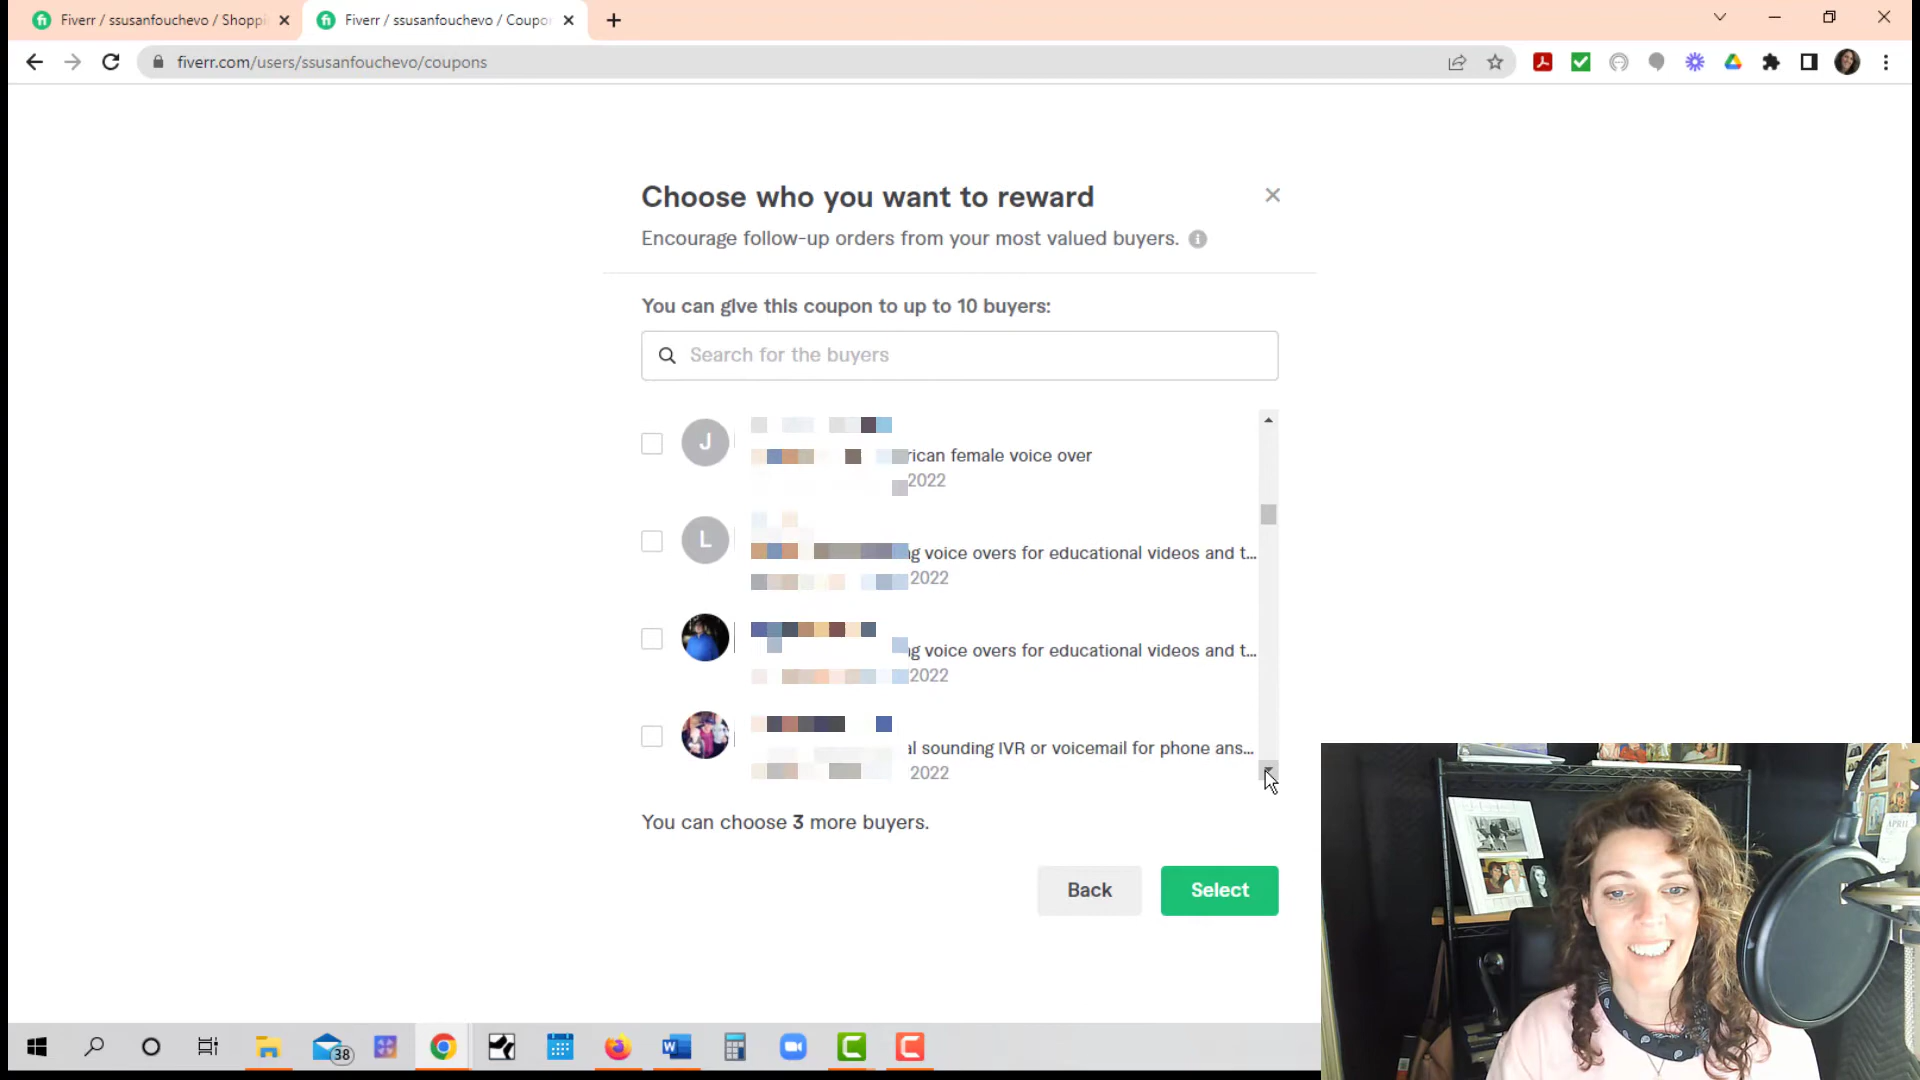 Fiverr / ssusanfouchevo / Shoppi
Fiverr / ssusanfouchevo / Coupo
fiverr.com/users/ssusanfouchevo/coupons
Choose who you want to reward
Encourage follow-up orders from your most valued buyers.
You can give this coupon to up to 10 buyers:
Search for the buyers
J
rican female voice over
2022
L
g voice overs for educational videos and t...
2022
g voice overs for educational videos and t...
2022
al sounding IVR or voicemail for phone ans...
2022
You can choose 3 more buyers.
Back
Select
APRIL
38